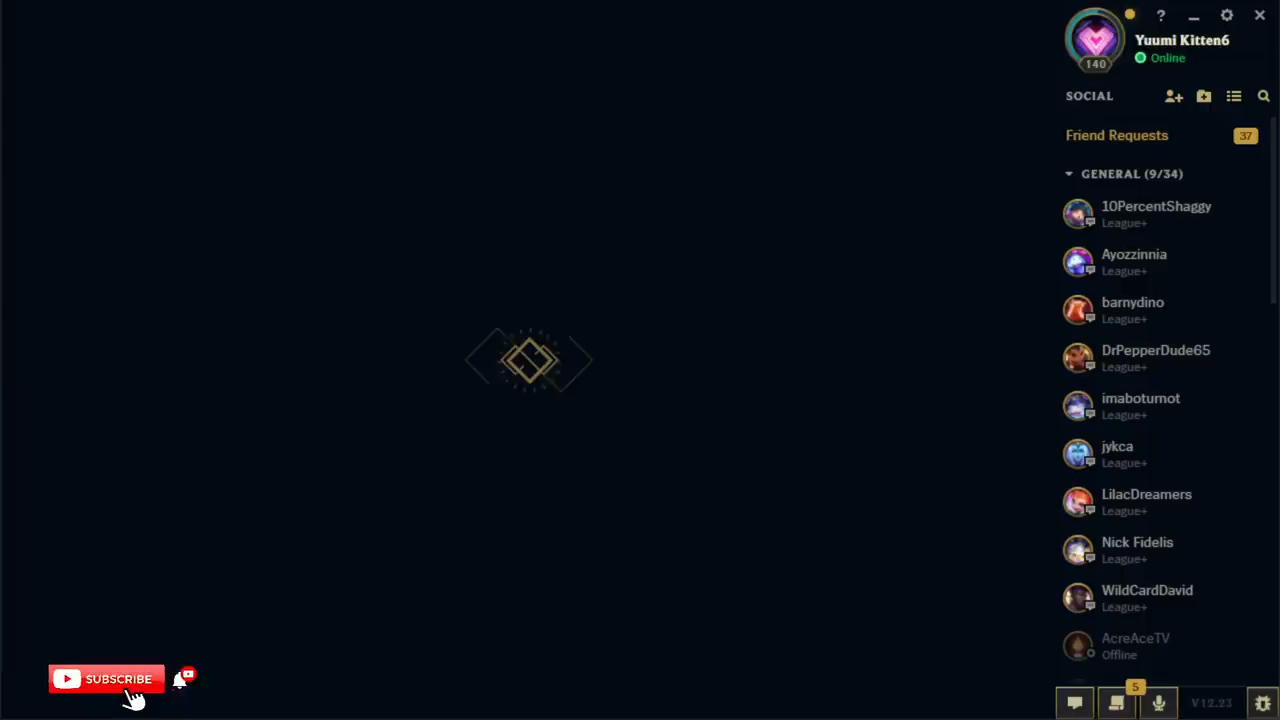 ?
Yuumi Kitten6
140
Online
SOCIAL
Friend Requests
37
GENERAL (9/34)
10PercentShaggy
League+
Ayozzinnia
League+
barnydino
League+
DrPepperDude65
League+
imaboturnot
League+
jykca
League+
LilacDreamers
League+
Nick Fidelis
League+
WildCardDavid
League+
AcreAceTV
Offline
SUBSCRIBE
5
V12.23